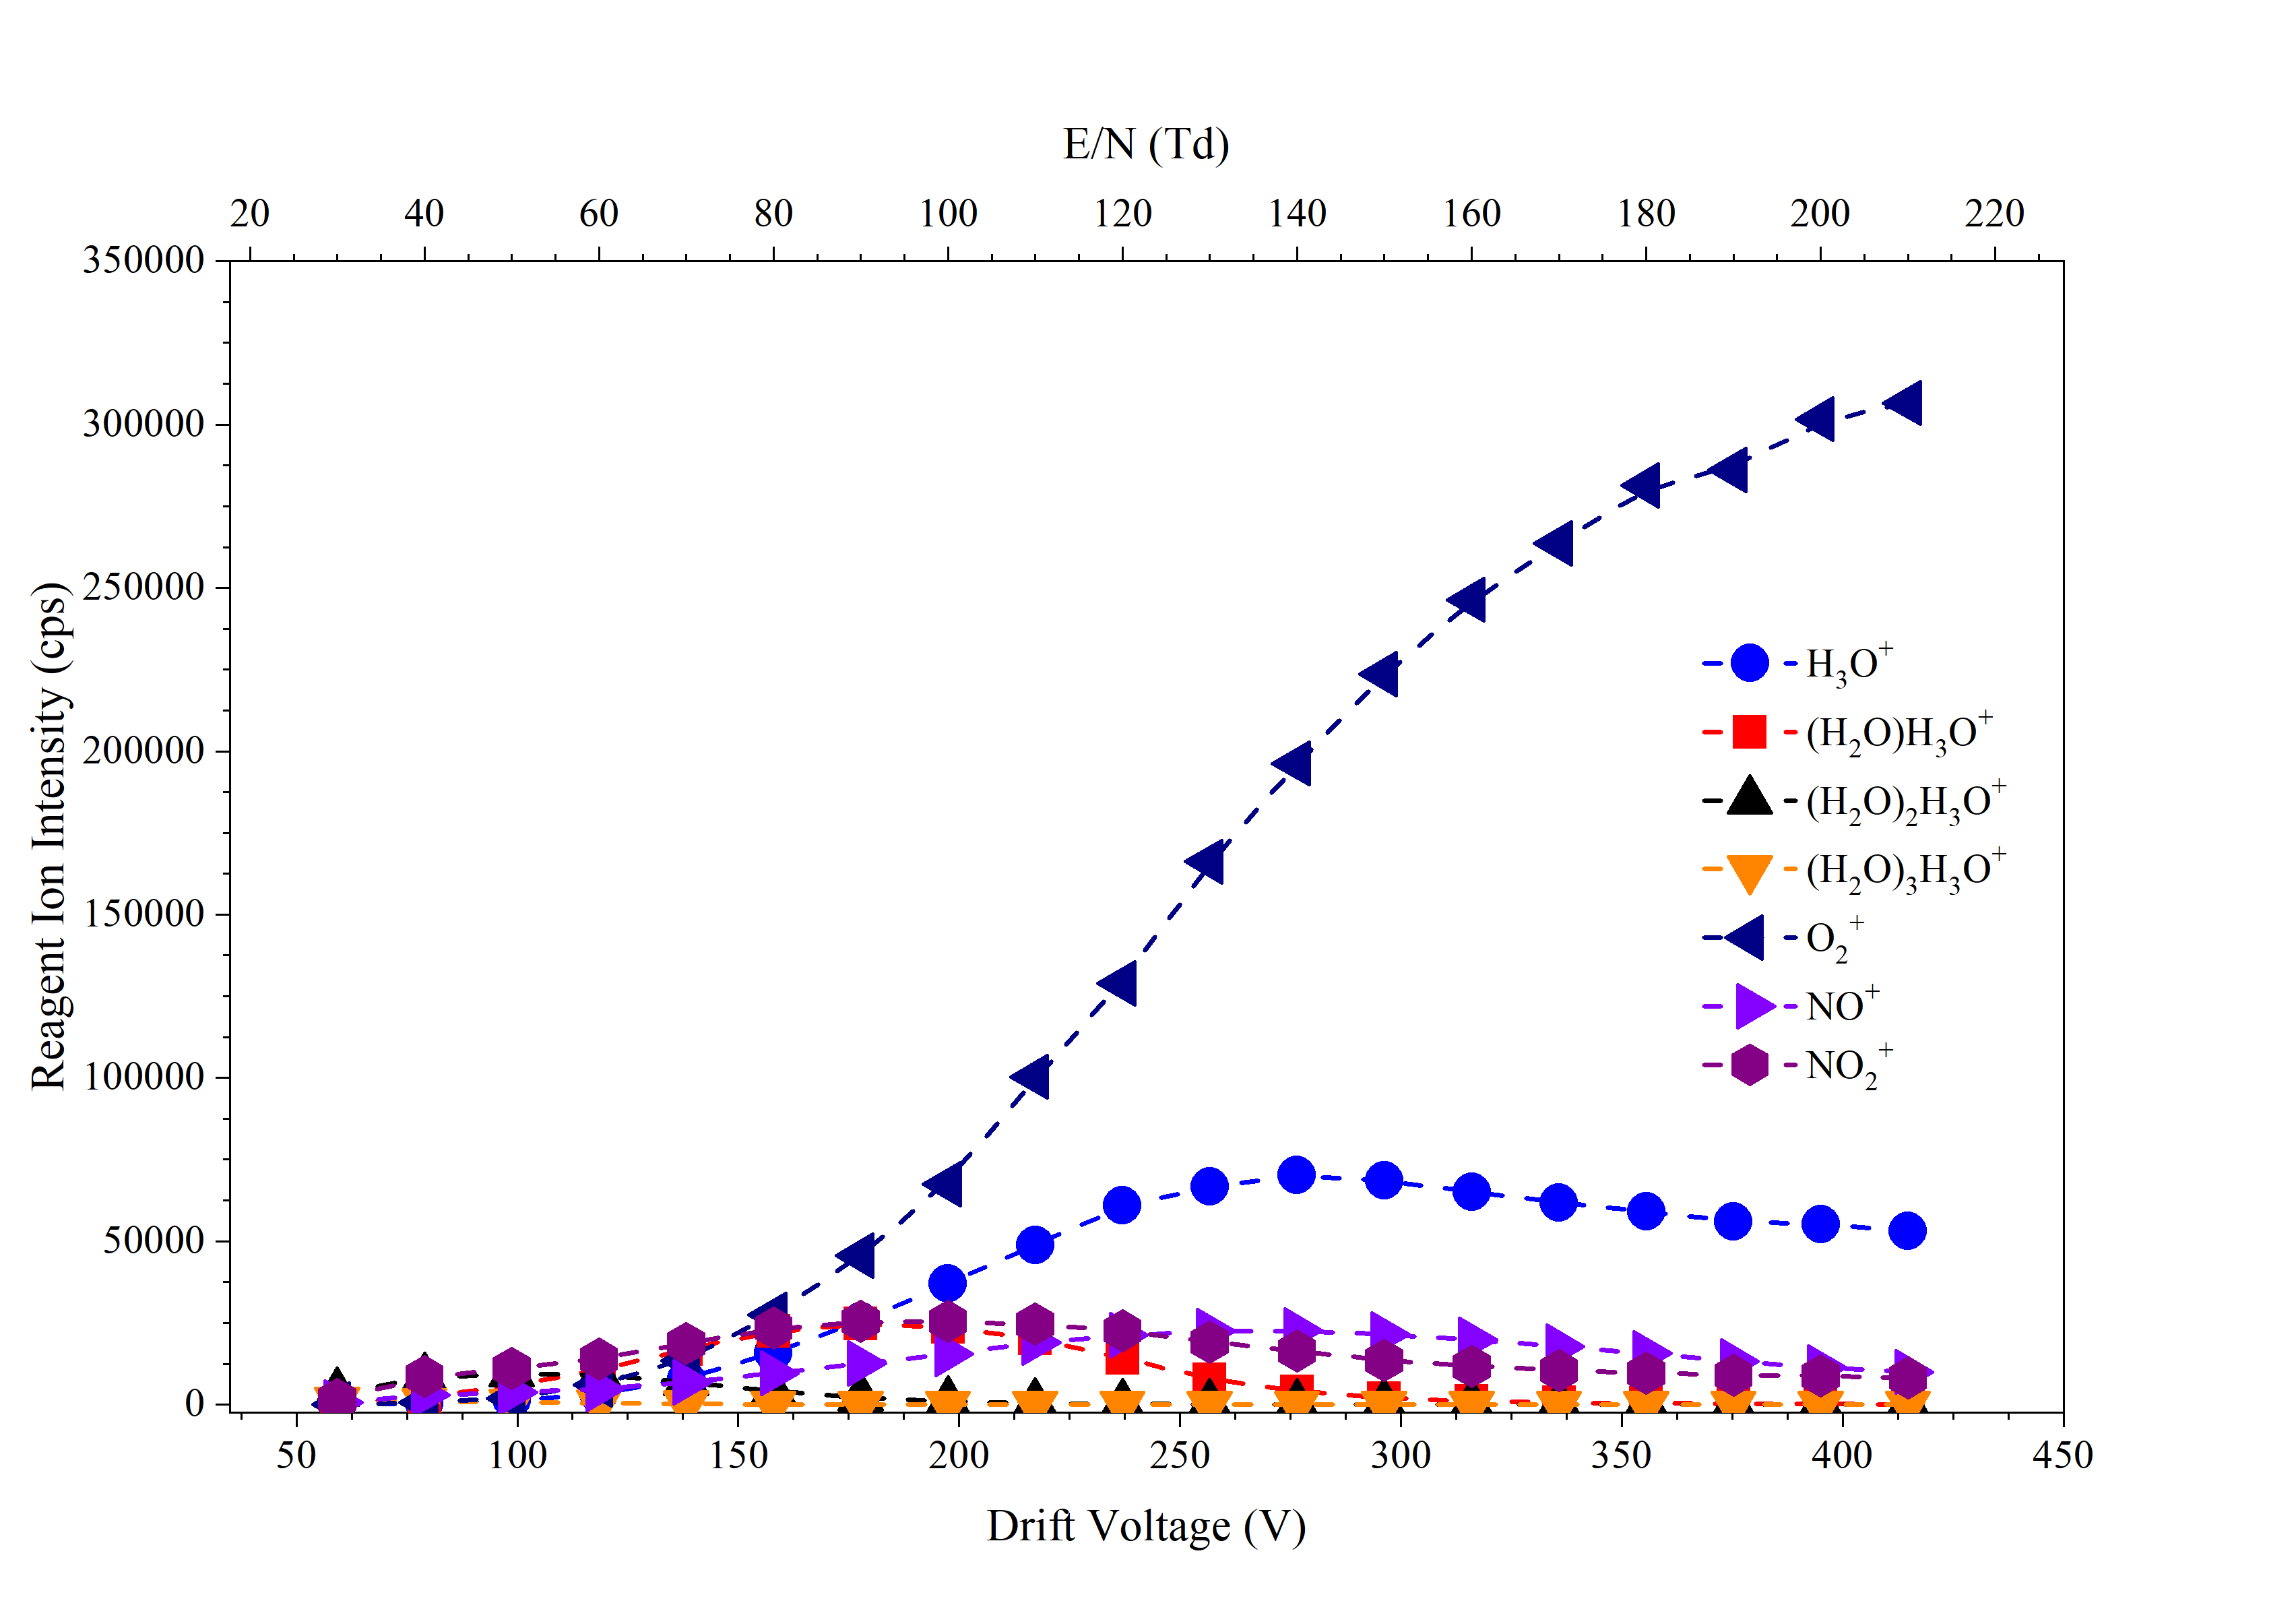 E/N (Td)
20 40 60 80 100 120 140 160 180 200 220
350000
300000
250000
200000
150000
100000
50000
0
Reagent Ion Intensity (cps)
H₃O⁺
(H₂O)H₃O⁺
(H₂O)₂H₃O⁺
(H₂O)₃H₃O⁺
O₂⁺
NO⁺
NO₂⁺
50 100 150 200 250 300 350 400 450
Drift Voltage (V)